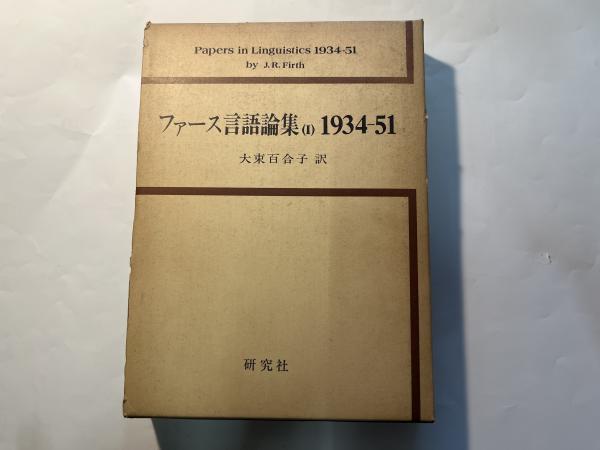 Papers in Linguistics 1934-51
by J.R.Firth
ファース言語論集(I) 1934-51
大東百合子 訳
研究社